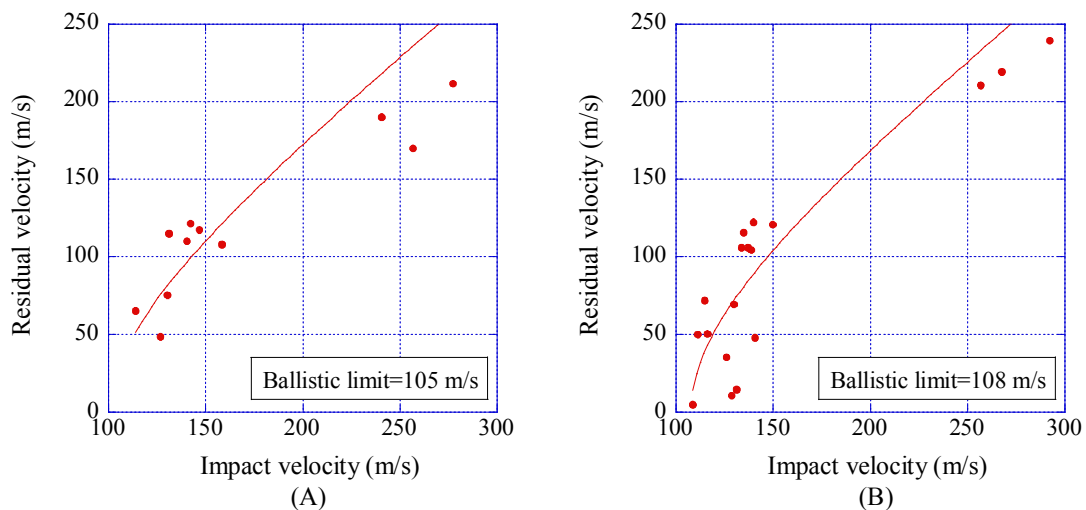 250
200
150
100
50
0
Residual velocity (m/s)
Ballistic limit=105 m/s
100 150 200 250 300
Impact velocity (m/s)
(A)
250
200
150
100
50
0
Residual velocity (m/s)
Ballistic limit=108 m/s
100 150 200 250 300
Impact velocity (m/s)
(B)